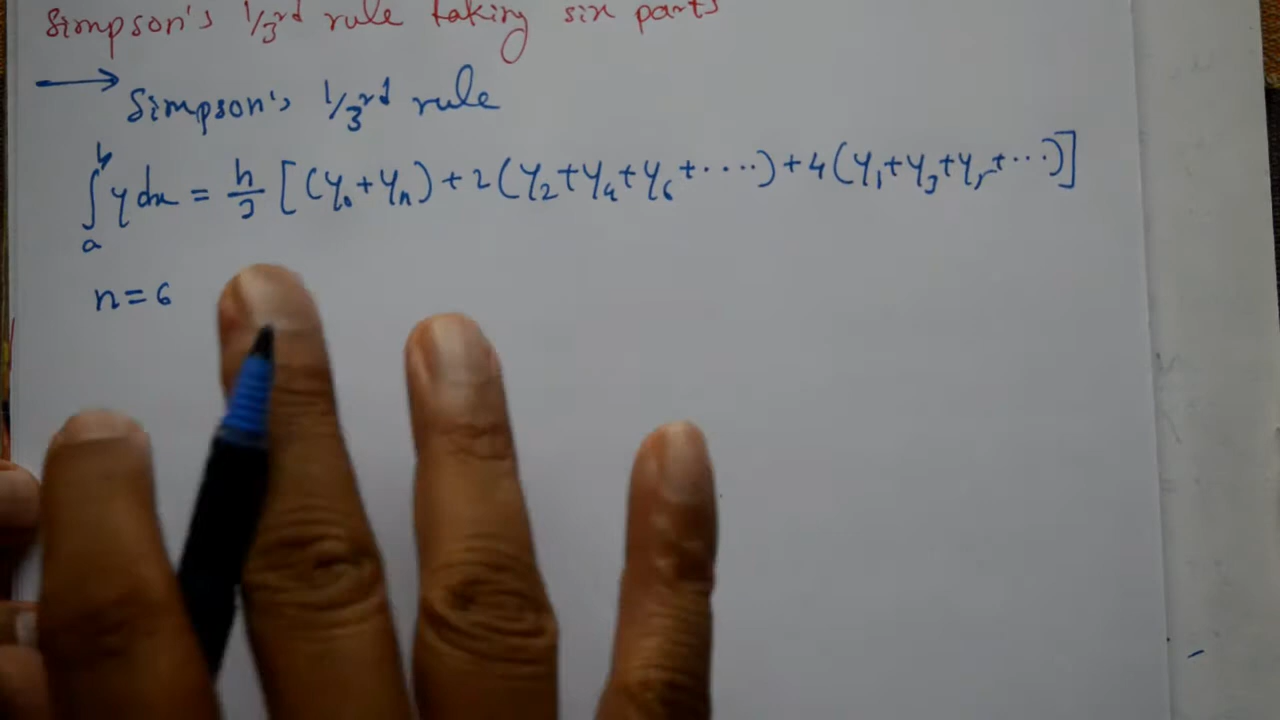 Simpson's 1/3rd rule taking six parts
→ Simpson's 1/3rd rule
∫ₐᵇ y dx = h/3 [(y₀+yₙ)+2(y₂+y₄+y₆+....)+4(y₁+y₃+y₅+...)]
n=6